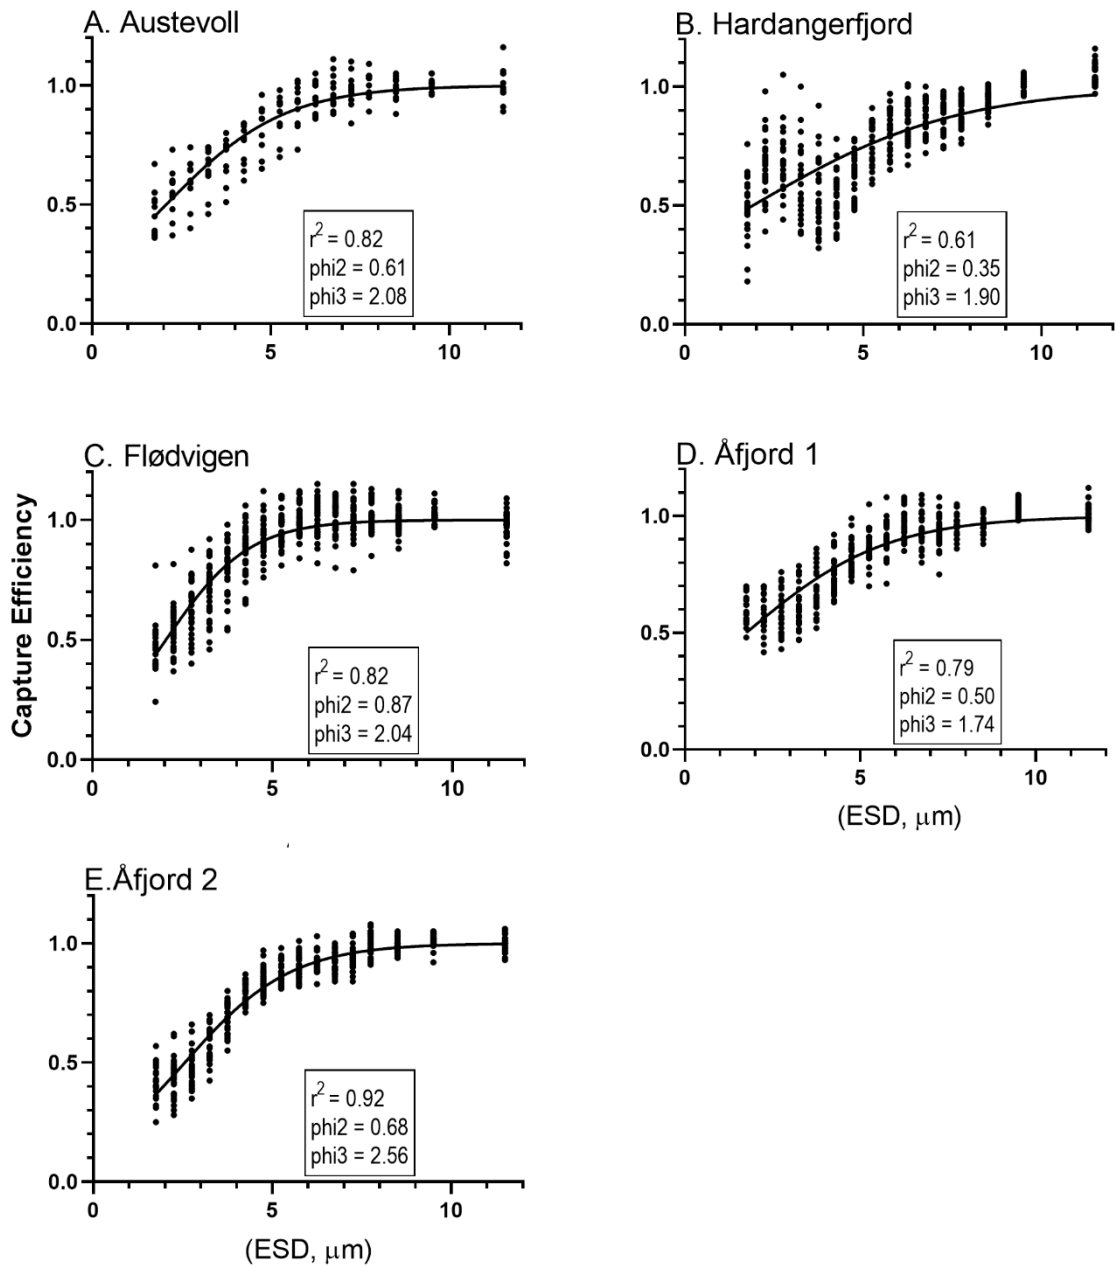 A. Austevoll
1.0
0.5
0.0
0 5 10
r² = 0.82
phi2 = 0.61
phi3 = 2.08
B. Hardangerfjord
1.0
0.5
0.0
0 5 10
r² = 0.61
phi2 = 0.35
phi3 = 1.90
Capture Efficiency
C. Flødvigen
1.0
0.5
0.0
0 5 10
r² = 0.82
phi2 = 0.87
phi3 = 2.04
D. Åfjord 1
1.0
0.5
0.0
0 5 10
(ESD, μm)
r² = 0.79
phi2 = 0.50
phi3 = 1.74
E.Åfjord 2
1.0
0.5
0.0
0 5 10
(ESD, μm)
r² = 0.92
phi2 = 0.68
phi3 = 2.56